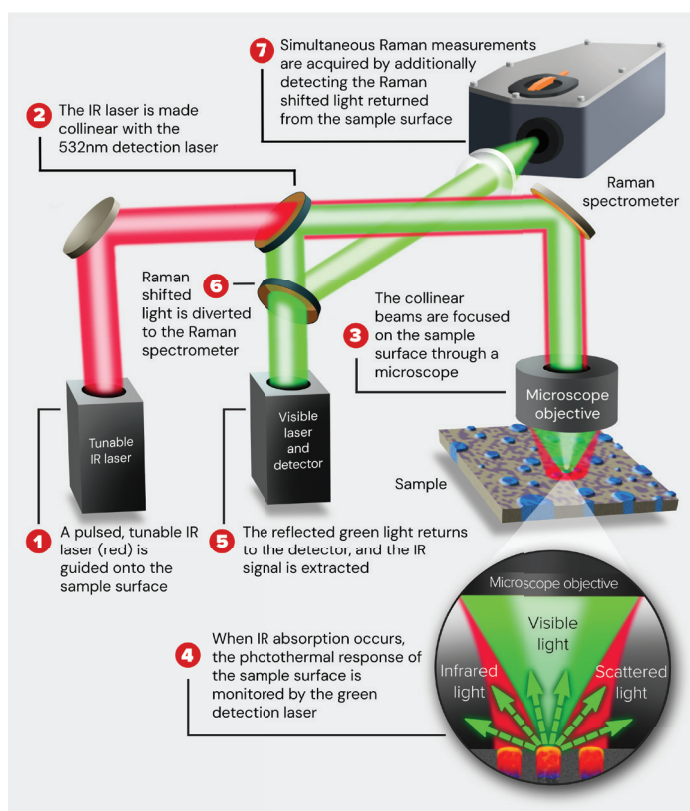 7
Simultaneous Raman measurements
are acquired by additionally
detecting the Raman
shifted light returned
from the sample surface
2
The IR laser is made
collinear with the
532nm detection laser
Raman
spectrometer
Raman
shifted
light is diverted
to the Raman
spectrometer
6
3
The collinear
beams are focused
on the sample
surface through a
microscope
Microscope
objective
Tunable
IR laser
Visible
laser
and
detector
Sample
1
A pulsed, tunable IR
laser (red) is
guided onto the
sample surface
5
The reflected green light returns
to the detector, and the IR
signal is extracted
4
When IR absorption occurs,
the phctothermal response of
the sample surface is
monitored by the green
detection laser
Microscope objective
Visible
light
Infrared
light
Scattered
light